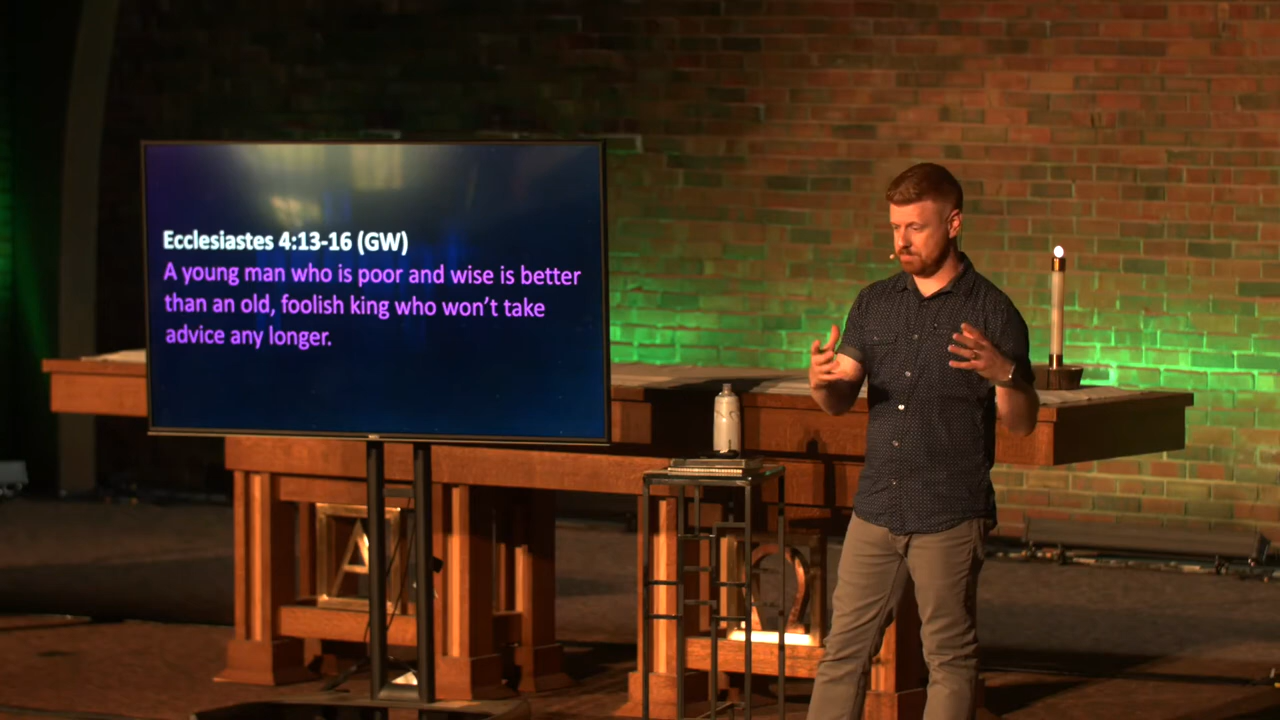 Ecclesiastes 4:13-16 (GW)
A young man who is poor and wise is better
than an old, foolish king who won’t take
advice any longer.
Α
Ω